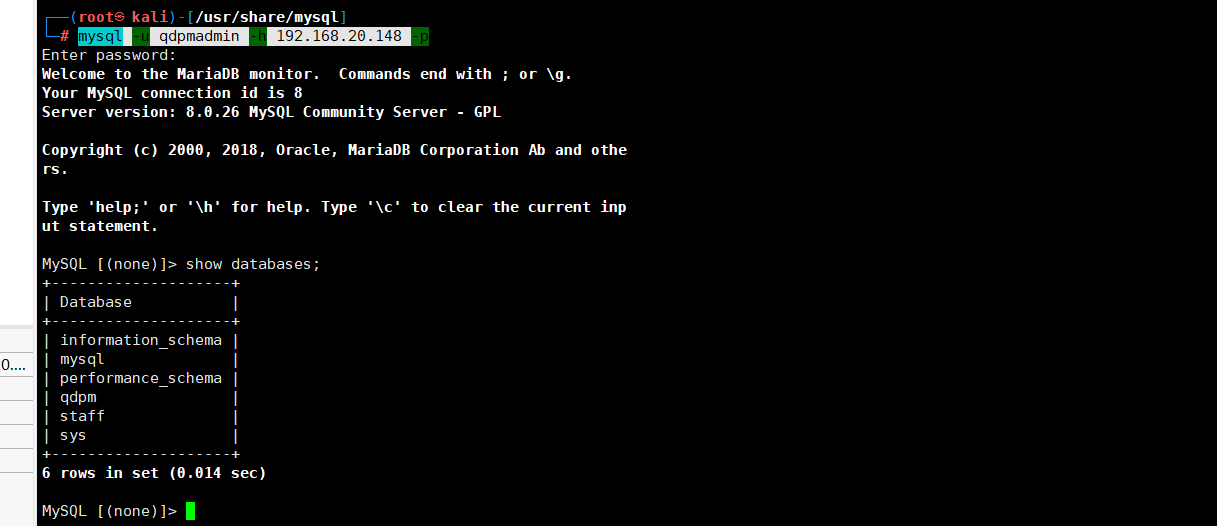 ┌──(root㉿kali)-[/usr/share/mysql]
└─# mysql -u qdpmadmin -h 192.168.20.148 -p
Enter password:
Welcome to the MariaDB monitor.  Commands end with ; or \g.
Your MySQL connection id is 8
Server version: 8.0.26 MySQL Community Server - GPL

Copyright (c) 2000, 2018, Oracle, MariaDB Corporation Ab and othe
rs.

Type 'help;' or '\h' for help. Type '\c' to clear the current inp
ut statement.

MySQL [(none)]> show databases;
+--------------------+
| Database           |
+--------------------+
| information_schema |
| mysql              |
0....
| performance_schema |
| qdpm               |
| staff              |
| sys                |
+--------------------+
6 rows in set (0.014 sec)

MySQL [(none)]>